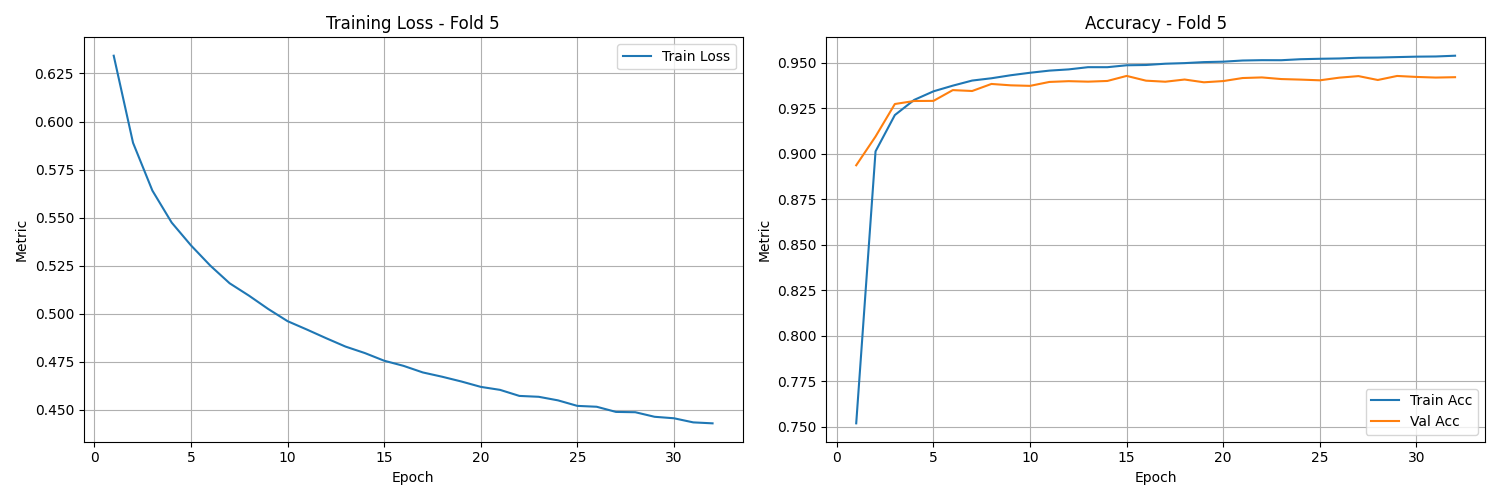 Training Loss - Fold 5
Train Loss
0.625
0.600
0.575
0.550
0.525
0.500
0.475
0.450
Metric
0 5 10 15 20 25 30
Epoch
Accuracy - Fold 5
0.950
0.925
0.900
0.875
0.850
0.825
0.800
0.775
0.750
Metric
Train Acc
Val Acc
0 5 10 15 20 25 30
Epoch